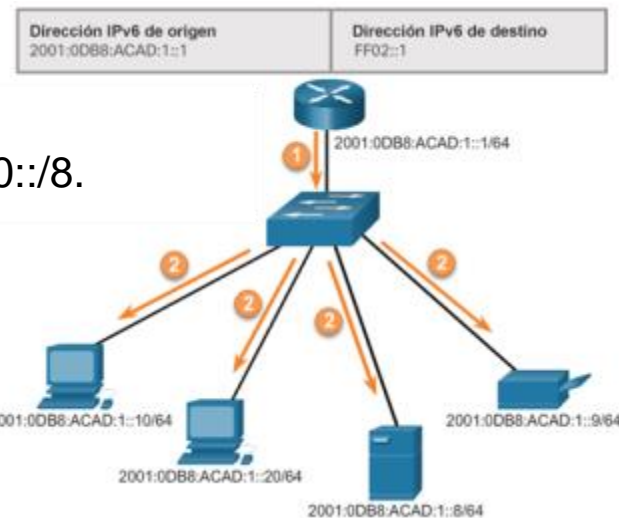 Dirección IPv6 de origen
2001:0DB8:ACAD:1::1
Dirección IPv6 de destino
FF02::1
2001:0DB8:ACAD:1::1/64
1
0::/8.
2
2
2
2
001:0DB8:ACAD:1::10/64
2001:0DB8:ACAD:1::9/64
2001:0DB8:ACAD:1::20/64
2001:0DB8:ACAD:1::8/64